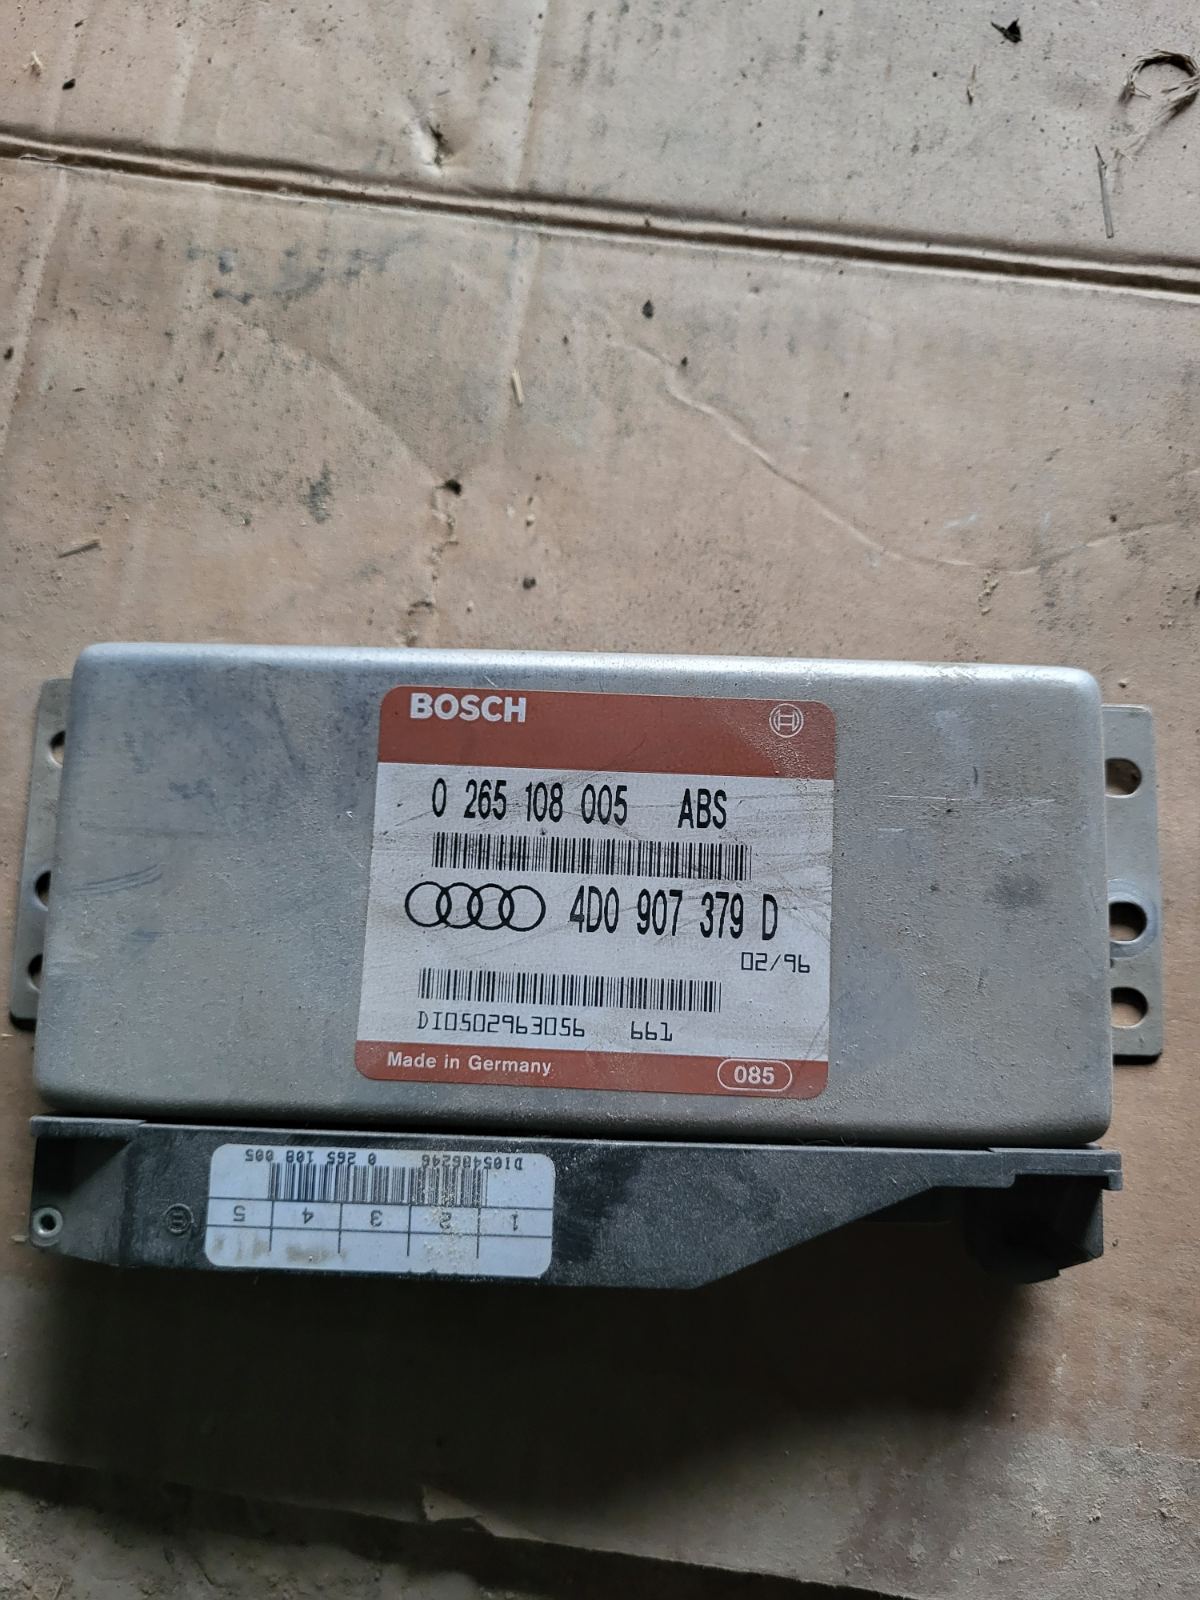 BOSCH
0 265 108 005 ABS
4D0 907 379 D
02/96
DI0502963056 661
Made in Germany 085
DI05486246 0 265 108 005
1 2 3 4 5